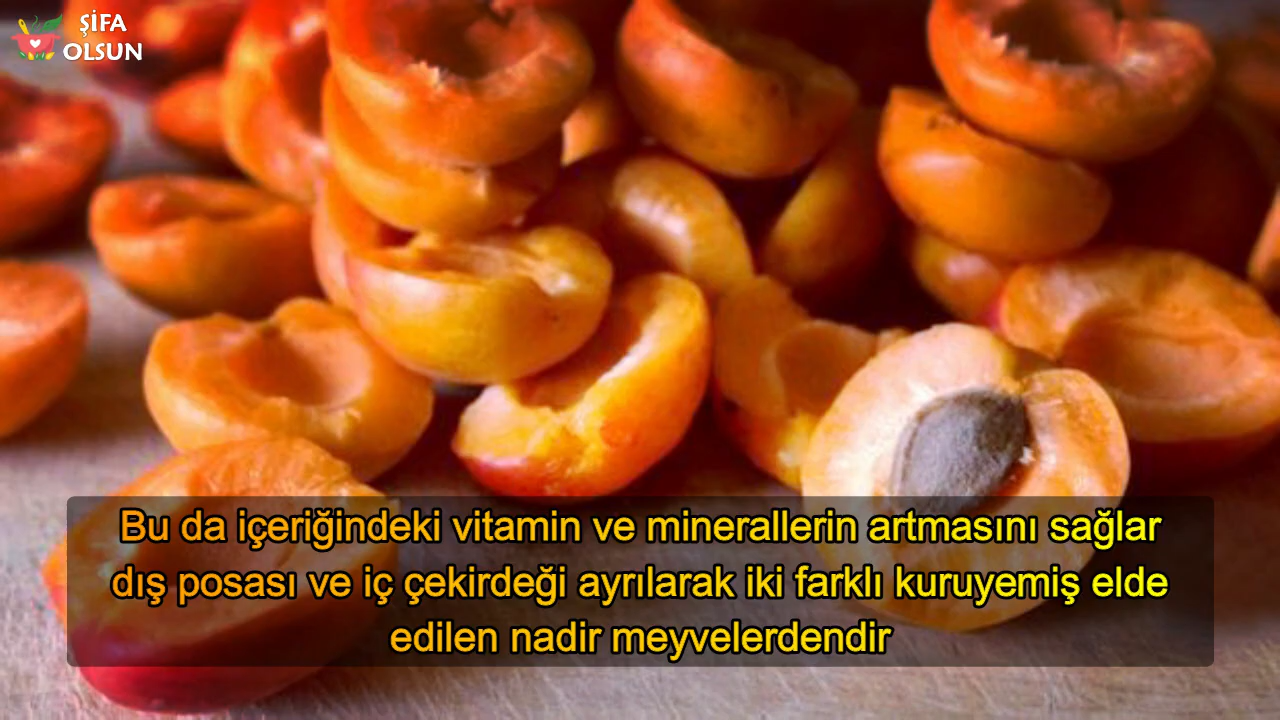 ŞİFA
OLSUN
Bu da içeriğindeki vitamin ve minerallerin artmasını sağlar
dış posası ve iç çekirdeği ayrılarak iki farklı kuruyemiş elde
edilen nadir meyvelerdendir